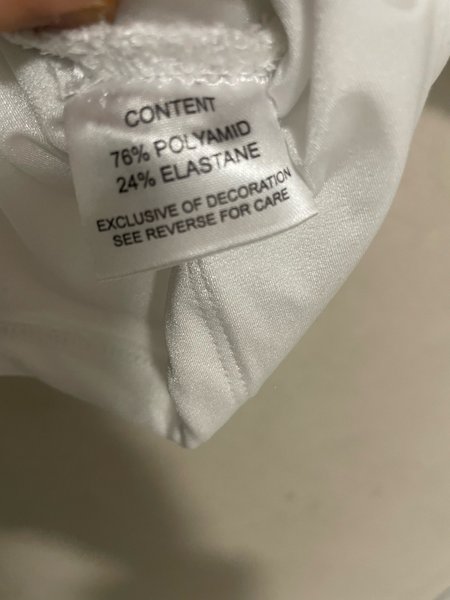 CONTENT
76% POLYAMID
24% ELASTANE
EXCLUSIVE OF DECORATION
SEE REVERSE FOR CARE